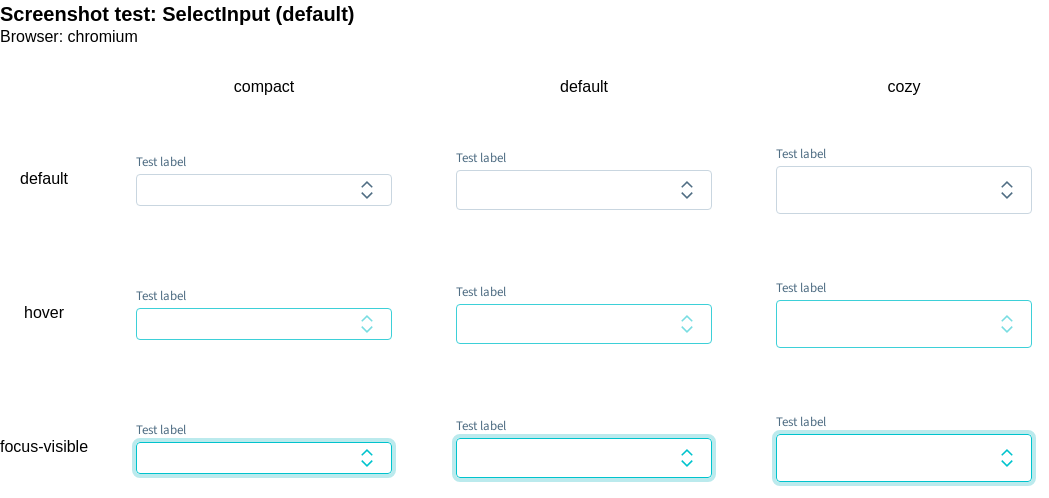 Screenshot test: SelectInput (default)
Browser: chromium
compact default cozy
default Test label Test label Test label
hover Test label Test label Test label
focus-visible Test label Test label Test label